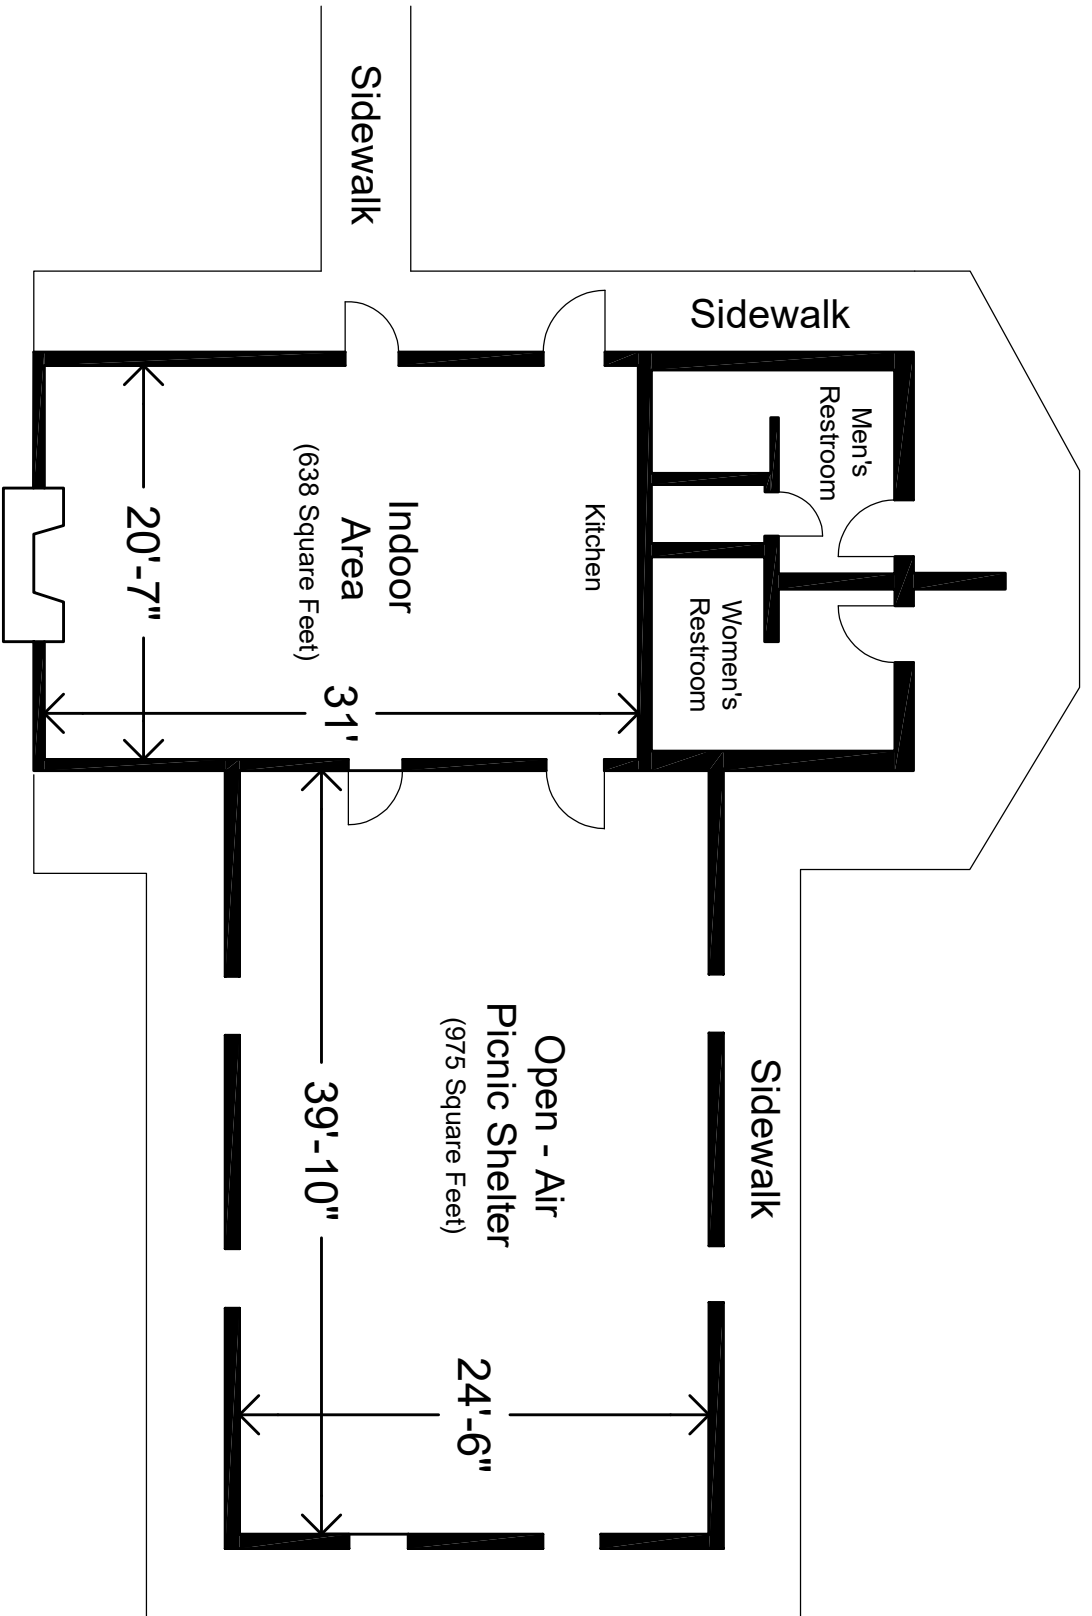 Sidewalk
Sidewalk
Men's
Restroom
Women's
Restroom
Kitchen
Indoor
Area
(638 Square Feet)
20'-7"
31'
Sidewalk
Open - Air
Picnic Shelter
(975 Square Feet)
39'-10"
24'-6"